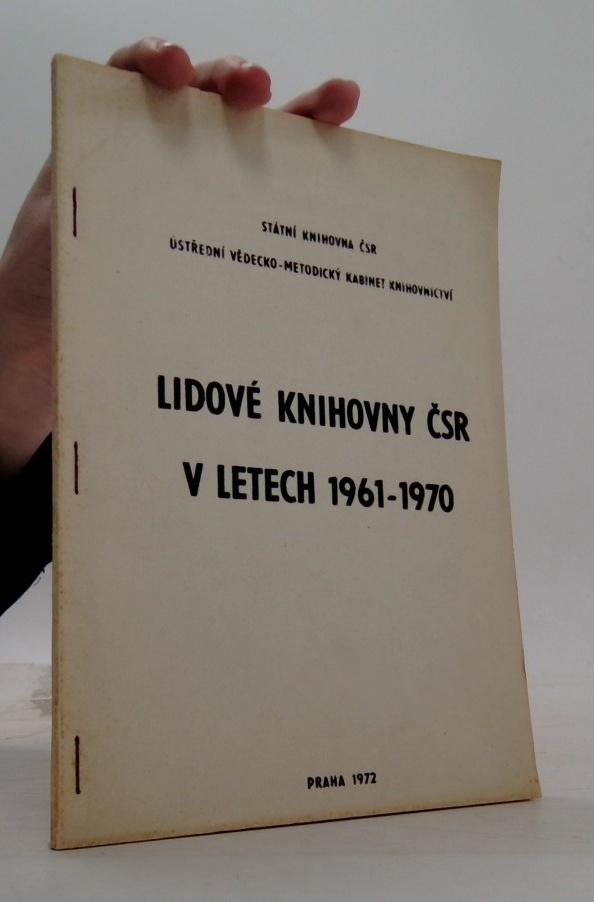 STÁTNÍ KNIHOVNA ČSR
ÚSTŘEDNÍ VĚDECKO-METODICKÝ KABINET KNIHOVNICTVÍ
LIDOVÉ KNIHOVNY ČSR
V LETECH 1961-1970
PRAHA 1972